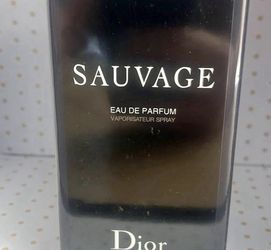 SAUVAGE
EAU DE PARFUM
VAPORISATEUR SPRAY
Dior